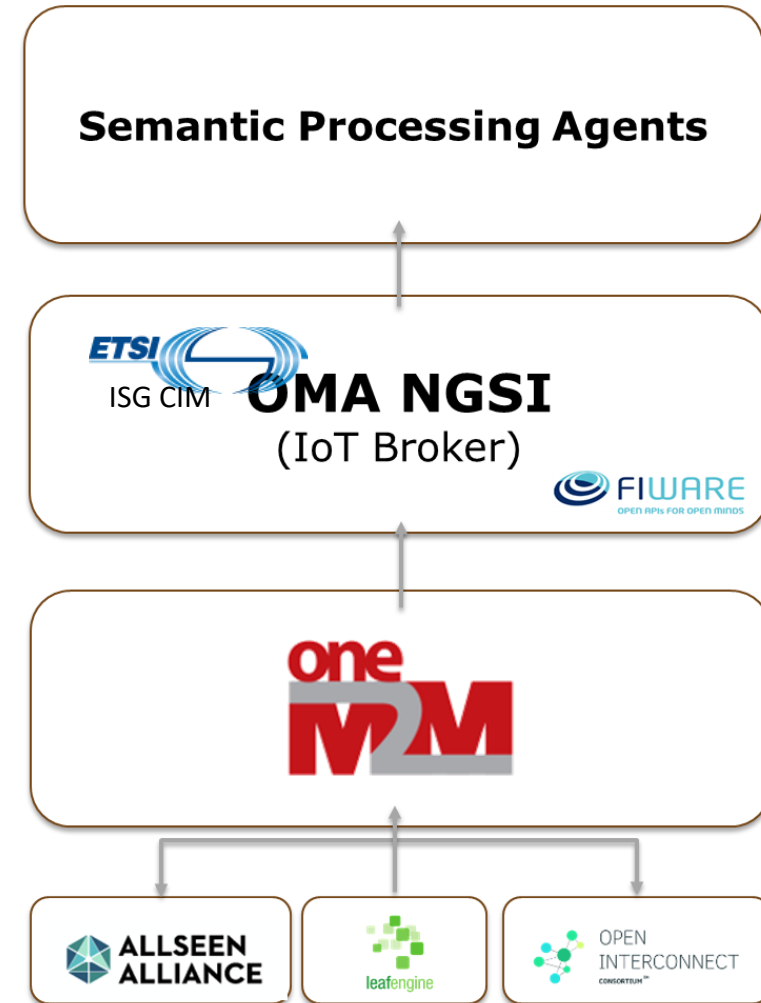 Semantic Processing Agents
ETSI
ISG CIM
OMA NGSI
(IoT Broker)
FIWARE
OPEN APIs FOR OPEN MINDS
one
M2M
ALLSEEN
ALLIANCE
leafengine
OPEN
INTERCONNECT
CONSORTIUM℠